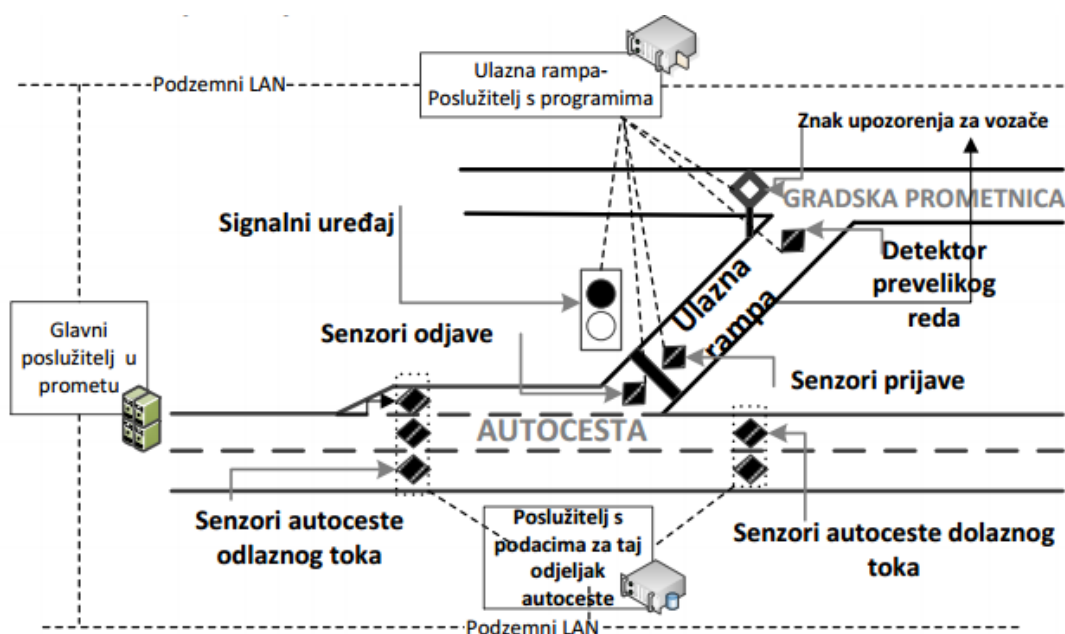 Podzemni LAN
Ulazna rampa-
Poslužitelj s programima
Znak upozorenja za vozače
GRADSKA PROMETNICA
Signalni uređaj
Detektor
prevelikog
reda
Ulazna
rampa
Glavni
poslužitelj u
prometu
Senzori odjave
Senzori prijave
AUTOCESTA
Senzori autoceste
odlaznog toka
Poslužitelj s
podacima za taj
odjeljak
autoceste
Senzori autoceste dolaznog
toka
Podzemni LAN